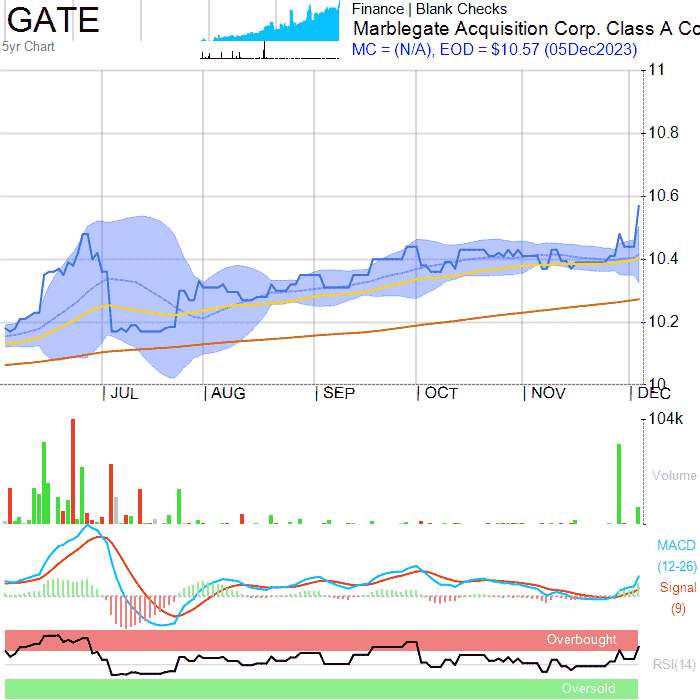 GATE
5yr Chart
Finance | Blank Checks
Marblegate Acquisition Corp. Class A Co
MC = (N/A), EOD = $10.57 (05Dec2023)
11
10.8
10.6
10.4
10.2
10
| JUL | AUG | SEP | OCT | NOV | DEC
104k
Volume
MACD
(12-26)
Signal
(9)
Overbought
RSI(14)
Oversold